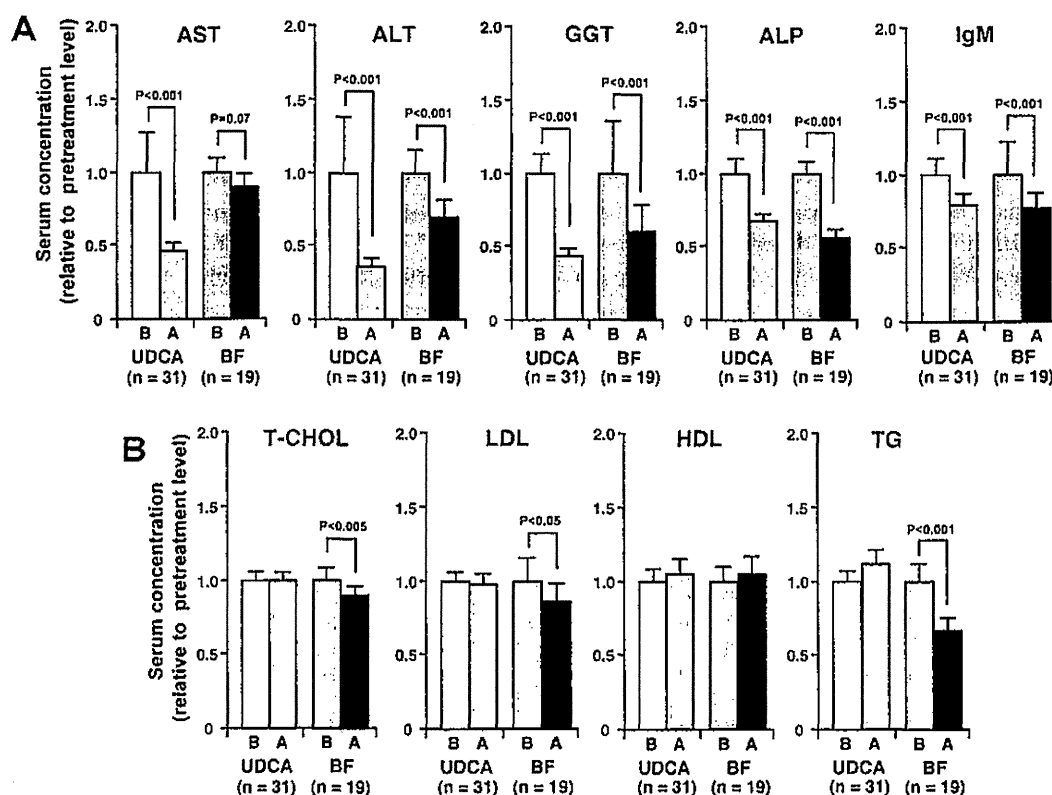 A
AST
ALT
GGT
ALP
IgM
Serum concentration
(relative to pretreatment level)
2.0
1.5
1.0
0.5
0
P<0.001
P=0.07
B A B A
UDCA BF
(n = 31) (n = 19)
2.0
1.5
1.0
0.5
0
P<0.001
P<0.001
B A B A
UDCA BF
(n = 31) (n = 19)
2.0
1.5
1.0
0.5
0
P<0.001
P<0.001
B A B A
UDCA BF
(n = 31) (n = 19)
2.0
1.5
1.0
0.5
0
P<0.001
P<0.001
B A B A
UDCA BF
(n = 31) (n = 19)
2.0
1.5
1.0
0.5
0
P<0.001
P<0.001
B A B A
UDCA BF
(n = 31) (n = 19)
B
T-CHOL
LDL
HDL
TG
Serum concentration
(relative to pretreatment level)
2.0
1.5
1.0
0.5
0
P<0.005
B A B A
UDCA BF
(n = 31) (n = 19)
2.0
1.5
1.0
0.5
0
P<0.05
B A B A
UDCA BF
(n = 31) (n = 19)
2.0
1.5
1.0
0.5
0
B A B A
UDCA BF
(n = 31) (n = 19)
2.0
1.5
1.0
0.5
0
P<0.001
B A B A
UDCA BF
(n = 31) (n = 19)